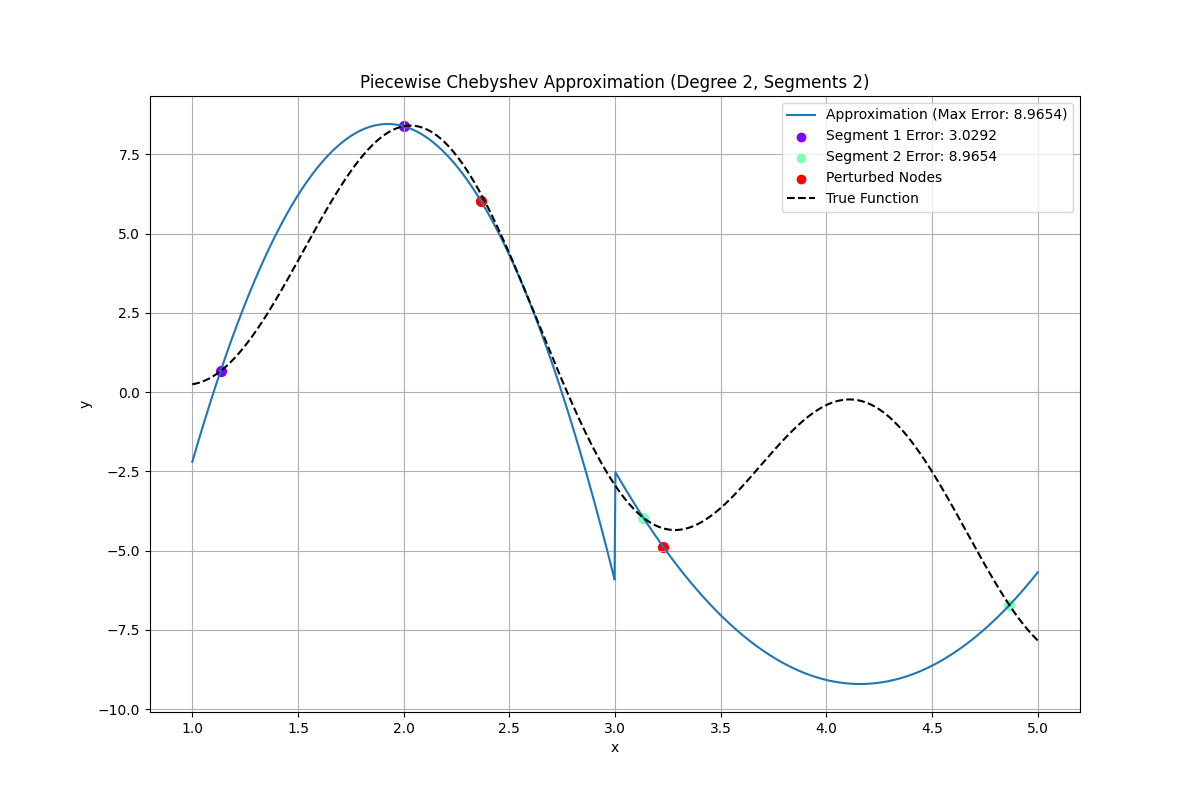 Piecewise Chebyshev Approximation (Degree 2, Segments 2)
Approximation (Max Error: 8.9654)
Segment 1 Error: 3.0292
Segment 2 Error: 8.9654
Perturbed Nodes
True Function
y
7.5
5.0
2.5
0.0
−2.5
−5.0
−7.5
−10.0
1.0 1.5 2.0 2.5 3.0 3.5 4.0 4.5 5.0
x